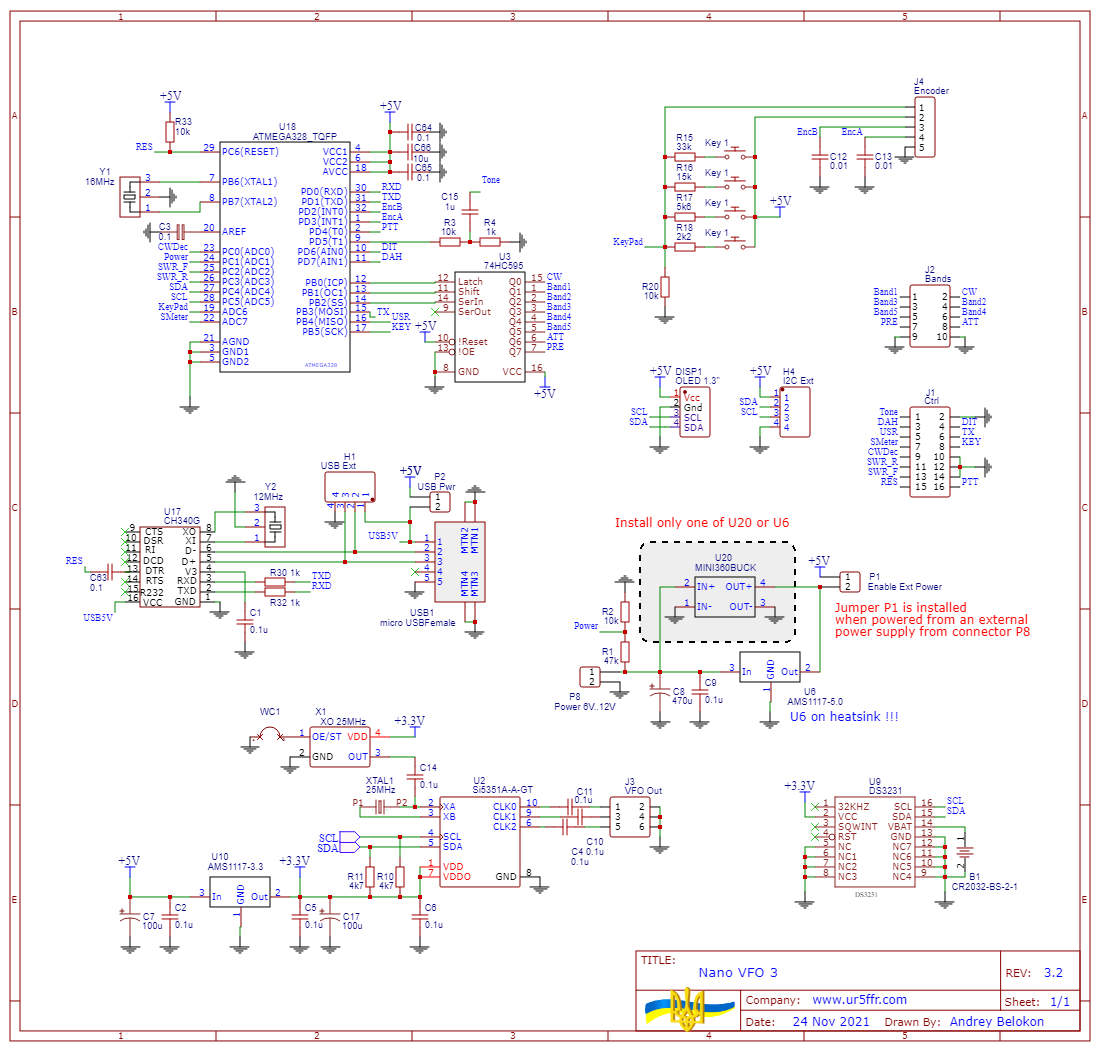 1 2 3 4 5
A
B
C
D
E
+5V
R33
10k
RES
Y1
16MHz
3
2
1
C3
0.1
U18
ATMEGA328_TQFP
29 PC6(RESET)
7 PB6(XTAL1)
8 PB7(XTAL2)
20 AREF
CWDec 23 PC0(ADC0)
Power 24 PC1(ADC1)
SWR_F 25 PC2(ADC2)
SWR_R 26 PC3(ADC3)
SDA 27 PC4(ADC4)
SCL 28 PC5(ADC5)
KeyPad 19 ADC6
SMeter 22 ADC7
21 AGND
3 GND1
5 GND2
VCC1 4
VCC2 6
AVCC 18
PD0(RXD) 30 RXD
PD1(TXD) 31 TXD
PD2(INT0) 32 EncB
PD3(INT1) 1 EncA
PD4(T0) 2 PTT
PD5(T1) 9
PD6(AIN0) 10 DIT
PD7(AIN1) 11 DAH
PB0(ICP) 12
PB1(OC1) 13
PB2(SS) 14
PB3(MOSI) 15 TX
PB4(MISO) 16 USR
PB5(SCK) 17 KEY
ATMEGA328
+5V
C64
0.1
C66
10u
C65
0.1
C15
1u
Tone
R3
10k
R4
1k
U3
74HC595
12 Latch
11 Shift
14 SerIn
9 SerOut
+5V
10 !Reset
13 !OE
8 GND
Q0 15 CW
Q1 1 Band1
Q2 2 Band2
Q3 3 Band3
Q4 4 Band4
Q5 5 Band5
Q6 6 ATT
Q7 7 PRE
VCC 16
+5V
J4
Encoder
1
2
3
4
5
EncB
EncA
C12
0.01
C13
0.01
R15
33k
Key 1
R16
15k
Key 1
R17
5k6
Key 1
R18
2k2
Key 1
+5V
KeyPad
R20
10k
J2
Bands
Band1 1 2 CW
Band3 3 4 Band2
Band5 5 6 Band4
PRE 7 8 ATT
9 10
+5V
DISP1
OLED 1.3"
1 Vcc
2 Gnd
SCL 3 SCL
SDA 4 SDA
+5V
H4
I2C Ext
1 1
SDA 2 2
SCL 3 3
4 4
J1
Ctrl
Tone 1 2
DAH 3 4 DIT
USR 5 6 TX
SMeter 7 8 KEY
CWDec 9 10
SWR_R 11 12
SWR_F 13 14
RES 15 16 PTT
H1
USB Ext
4 3 2 1
4 3 2 1
+5V
P2
USB Pwr
1
2
USB5V
1 1
2 2
3 3
4 4
5 5
MTN2
MTN1
MTN4
MTN3
USB1
micro USBFemale
Y2
12MHz
3
2
1
U17
CH340G
9 CTS
10 DSR
11 RI
12 DCD
13 DTR
14 RTS
15 R232
16 VCC
XO 8
XI 7
D- 6
D+ 5
V3 4
RXD 3
TXD 2
GND 1
RES
C63
0.1
USB5V
R30 1k
TXD
RXD
R32 1k
C1
0.1u
Install only one of U20 or U6
U20
MINI360BUCK
2 IN+
1 IN-
OUT+ 4
OUT- 3
+5V
P1
Enable Ext Power
1
2
Jumper P1 is installed
when powered from an external
power supply from connector P8
R2
10k
Power
R1
47k
P8
Power 6V..12V
1
2
C8
470u
C9
0.1u
3 In
GND
Out 2
1
U6
AMS1117-5.0
U6 on heatsink !!!
WC1
X1
XO 25MHz
1 OE/ST
2 GND
VDD 4
OUT 3
+3.3V
C14
0.1u
XTAL1
25MHz
P1
P2
U2
Si5351A-A-GT
2 XA
3 XB
4 SCL
5 SDA
1 VDD
7 VDDO
CLK0 10
CLK1 9
CLK2 6
GND 8
SCL
SDA
R11
4k7
R10
4k7
C11
0.1u
C10
C4 0.1u
0.1u
J3
VFO Out
1 2
3 4
5 6
+5V
U10
AMS1117-3.3
3 In
GND
Out 2
1
+3.3V
C7
100u
C2
0.1u
C5
0.1u
C17
100u
C6
0.1u
+3.3V
U9
DS3231
1 32KHZ
2 VCC
3 SQWINT
4 RST
5 NC
6 NC1
7 NC2
8 NC3
SCL 16 SCL
SDA 15 SDA
VBAT 14
GND 13
NC7 12
NC6 11
NC5 10
NC4 9
DS3231
1
2
B1
CR2032-BS-2-1
TITLE:
Nano VFO 3
REV: 3.2
Company: www.ur5ffr.com
Sheet: 1/1
Date: 24 Nov 2021 Drawn By: Andrey Belokon
A
B
C
D
E
1 2 3 4 5